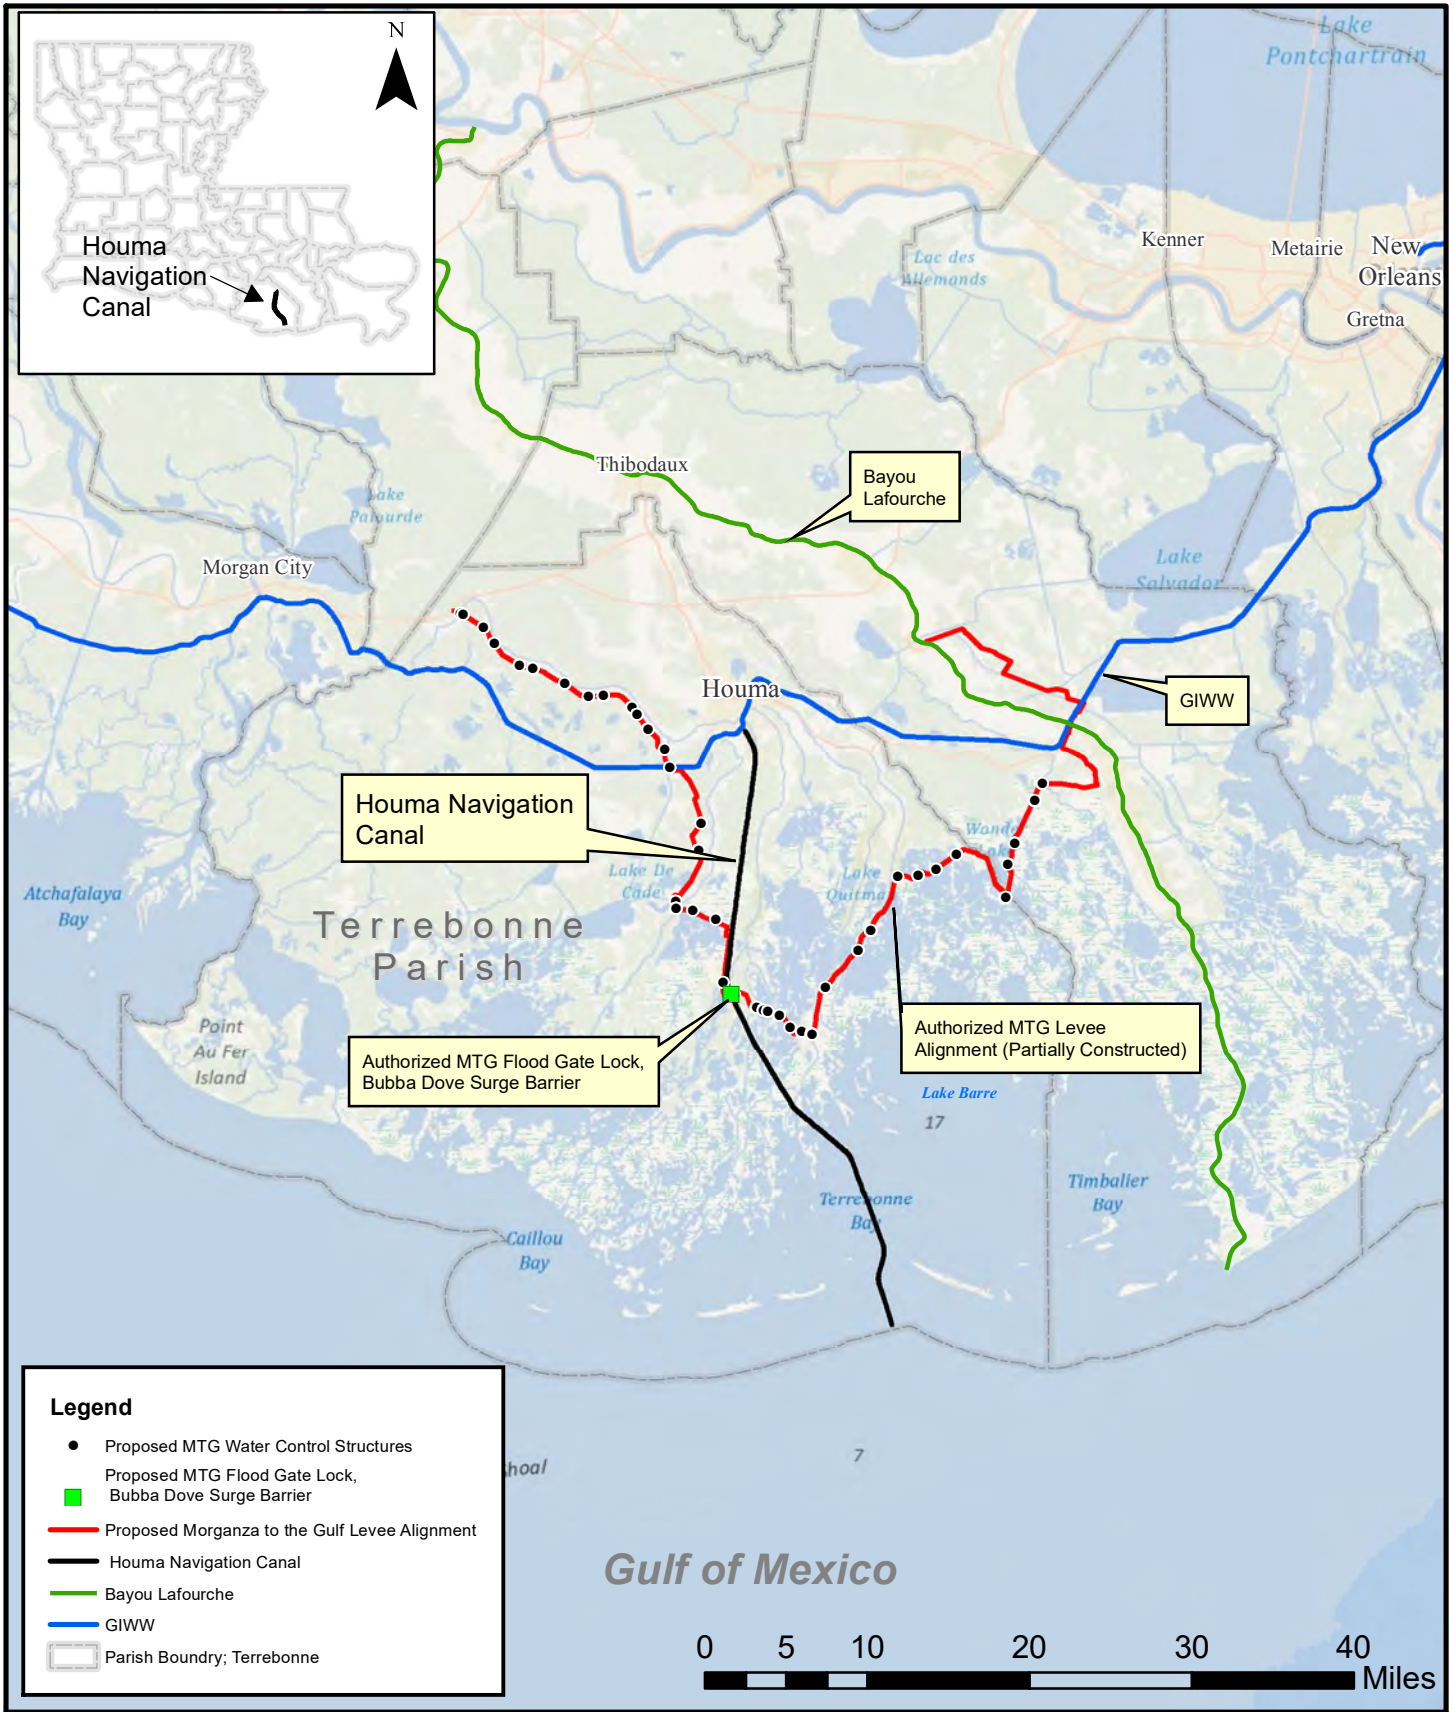 N
Houma
Navigation
Canal
Lake
Pontchartrain
Kenner
Metairie
New
Orleans
Gretna
Lac des
Allemands
Thibodaux
Bayou
Lafourche
Lake
Palourde
Morgan City
Lake
Salvador
Houma
GIWW
Houma Navigation
Canal
Lake De
Cade
Lake
Quitma
Wonde
Lake
Atchafalaya
Bay
Terrebonne
Parish
Point
Au Fer
Island
Authorized MTG Flood Gate Lock,
Bubba Dove Surge Barrier
Authorized MTG Levee
Alignment (Partially Constructed)
Lake Barre
17
Terrebonne
Bay
Timbalier
Bay
Caillou
Bay
Legend
Proposed MTG Water Control Structures
Proposed MTG Flood Gate Lock,
Bubba Dove Surge Barrier
Proposed Morganza to the Gulf Levee Alignment
Houma Navigation Canal
Bayou Lafourche
GIWW
Parish Boundry; Terrebonne
Shoal
7
Gulf of Mexico
0 5 10 20 30 40
Miles